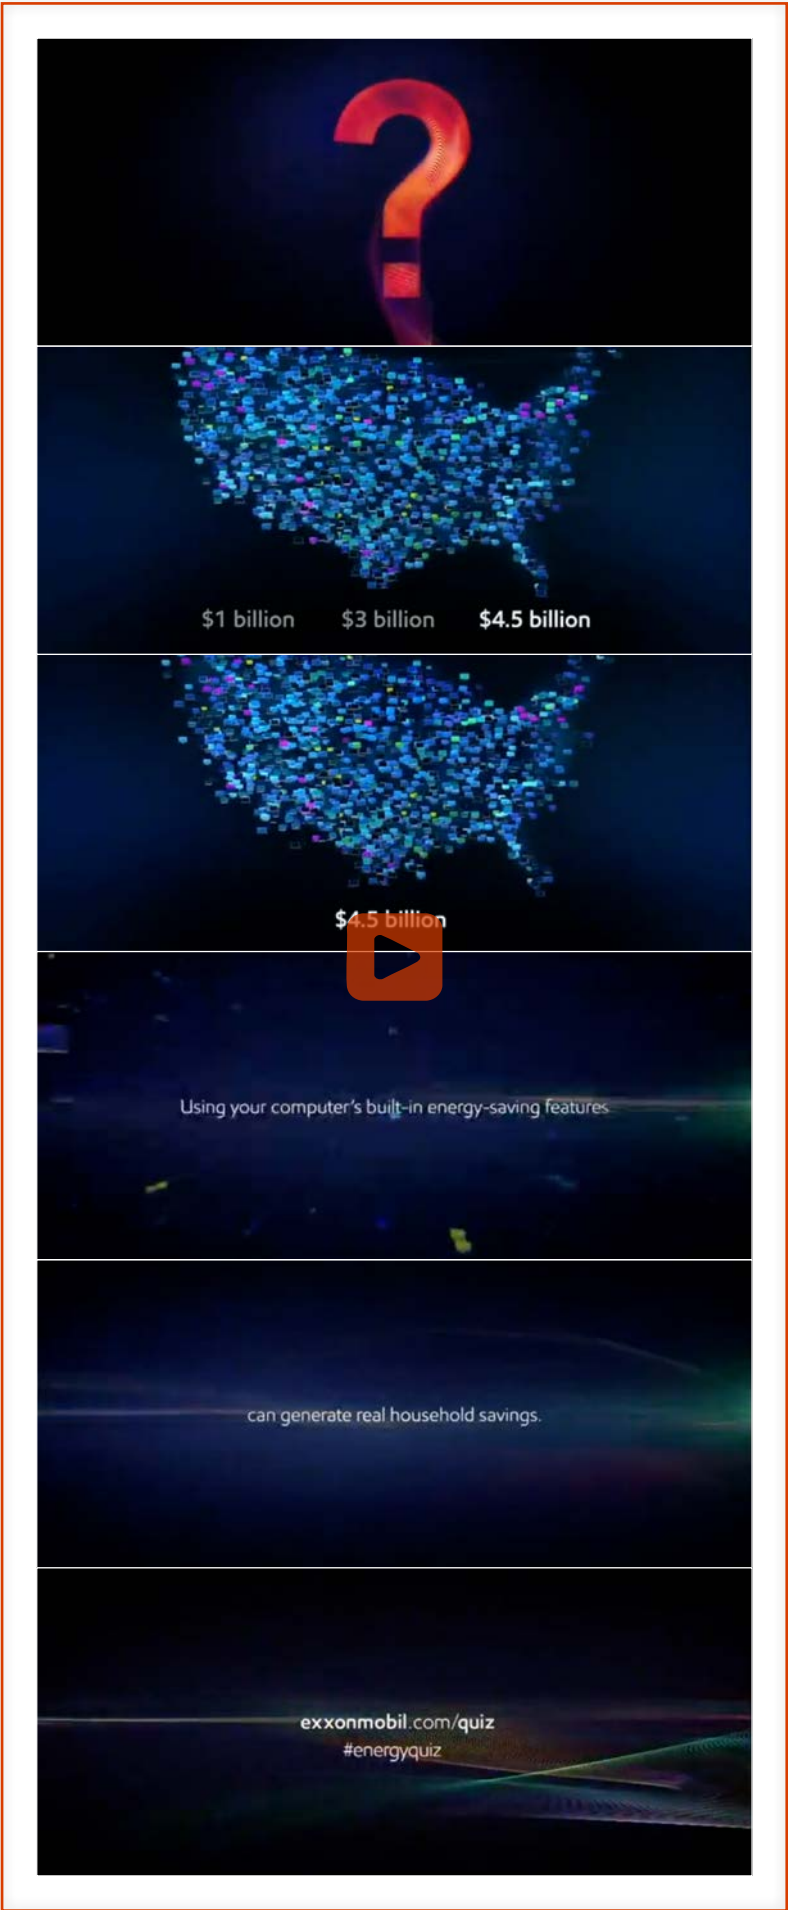 ?
$1 billion $3 billion $4.5 billion
$4.5 billion
Using your computer's built-in energy-saving features
can generate real household savings.
exxonmobil.com/quiz
#energyquiz